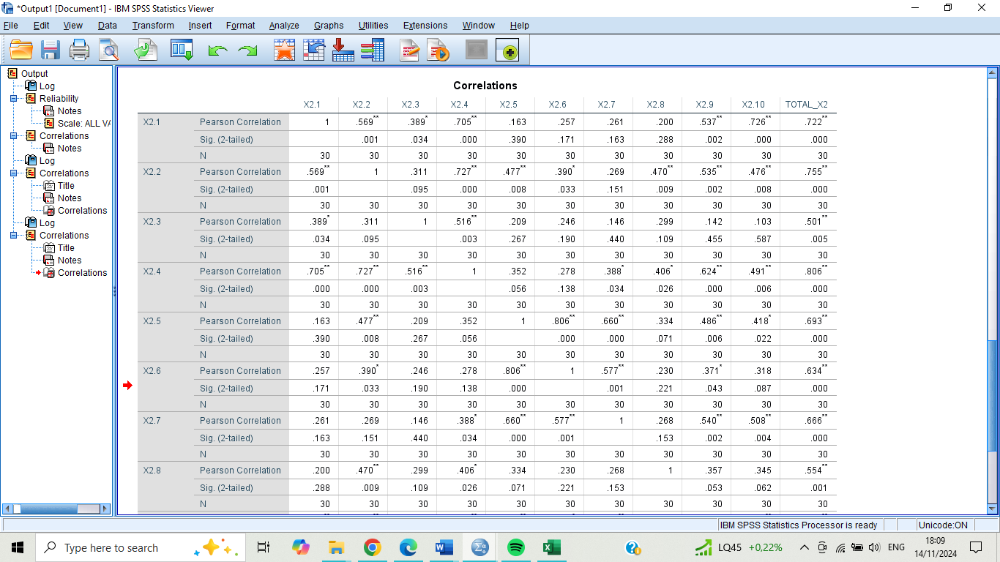 *Output1 [Document1] - IBM SPSS Statistics Viewer
File Edit View Data Transform Insert Format Analyze Graphs Utilities Extensions Window Help
Output
Log
Reliability
Notes
Scale: ALL VA
Correlations
Notes
Log
Correlations
Title
Notes
Correlations
Log
Correlations
Title
Notes
Correlations
Correlations
X2.1 X2.2 X2.3 X2.4 X2.5 X2.6 X2.7 X2.8 X2.9 X2.10 TOTAL_X2
X2.1 Pearson Correlation 1 .569** .389* .705** .163 .257 .261 .200 .537** .726** .722**
Sig. (2-tailed) .001 .034 .000 .390 .171 .163 .288 .002 .000 .000
N 30 30 30 30 30 30 30 30 30 30 30
X2.2 Pearson Correlation .569** 1 .311 .727** .477** .390* .269 .470** .535** .476** .755**
Sig. (2-tailed) .001 .095 .000 .008 .033 .151 .009 .002 .008 .000
N 30 30 30 30 30 30 30 30 30 30 30
X2.3 Pearson Correlation .389* .311 1 .516** .209 .246 .146 .299 .142 .103 .501**
Sig. (2-tailed) .034 .095 .003 .267 .190 .440 .109 .455 .587 .005
N 30 30 30 30 30 30 30 30 30 30 30
X2.4 Pearson Correlation .705** .727** .516** 1 .352 .278 .388* .406* .624** .491** .806**
Sig. (2-tailed) .000 .000 .003 .056 .138 .034 .026 .000 .006 .000
N 30 30 30 30 30 30 30 30 30 30 30
X2.5 Pearson Correlation .163 .477** .209 .352 1 .806** .660** .334 .486** .418* .693**
Sig. (2-tailed) .390 .008 .267 .056 .000 .000 .071 .006 .022 .000
N 30 30 30 30 30 30 30 30 30 30 30
X2.6 Pearson Correlation .257 .390* .246 .278 .806** 1 .577** .230 .371* .318 .634**
Sig. (2-tailed) .171 .033 .190 .138 .000 .001 .221 .043 .087 .000
N 30 30 30 30 30 30 30 30 30 30 30
X2.7 Pearson Correlation .261 .269 .146 .388* .660** .577** 1 .268 .540** .508** .666**
Sig. (2-tailed) .163 .151 .440 .034 .000 .001 .153 .002 .004 .000
N 30 30 30 30 30 30 30 30 30 30 30
X2.8 Pearson Correlation .200 .470** .299 .406* .334 .230 .268 1 .357 .345 .554**
Sig. (2-tailed) .288 .009 .109 .026 .071 .221 .153 .053 .062 .001
N 30 30 30 30 30 30 30 30 30 30 30
IBM SPSS Statistics Processor is ready Unicode:ON
Type here to search LQ45 +0,22% ENG 18:09
14/11/2024